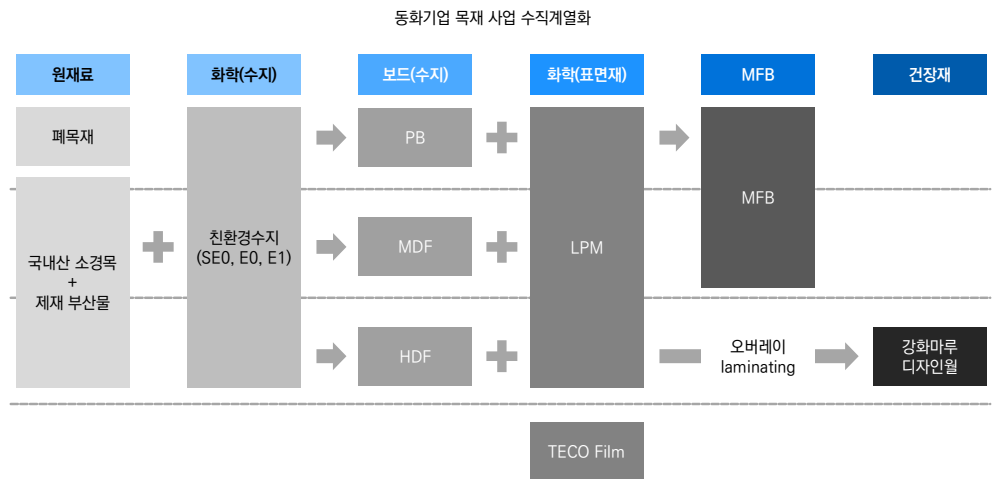 동화기업 목재 사업 수직계열화
원재료
화학(수지)
보드(수지)
화학(표면재)
MFB
건장재
폐목재
국내산 소경목
+
제재 부산물
친환경수지
(SE0, E0, E1)
PB
MDF
HDF
LPM
MFB
오버레이
laminating
강화마루
디자인월
TECO Film